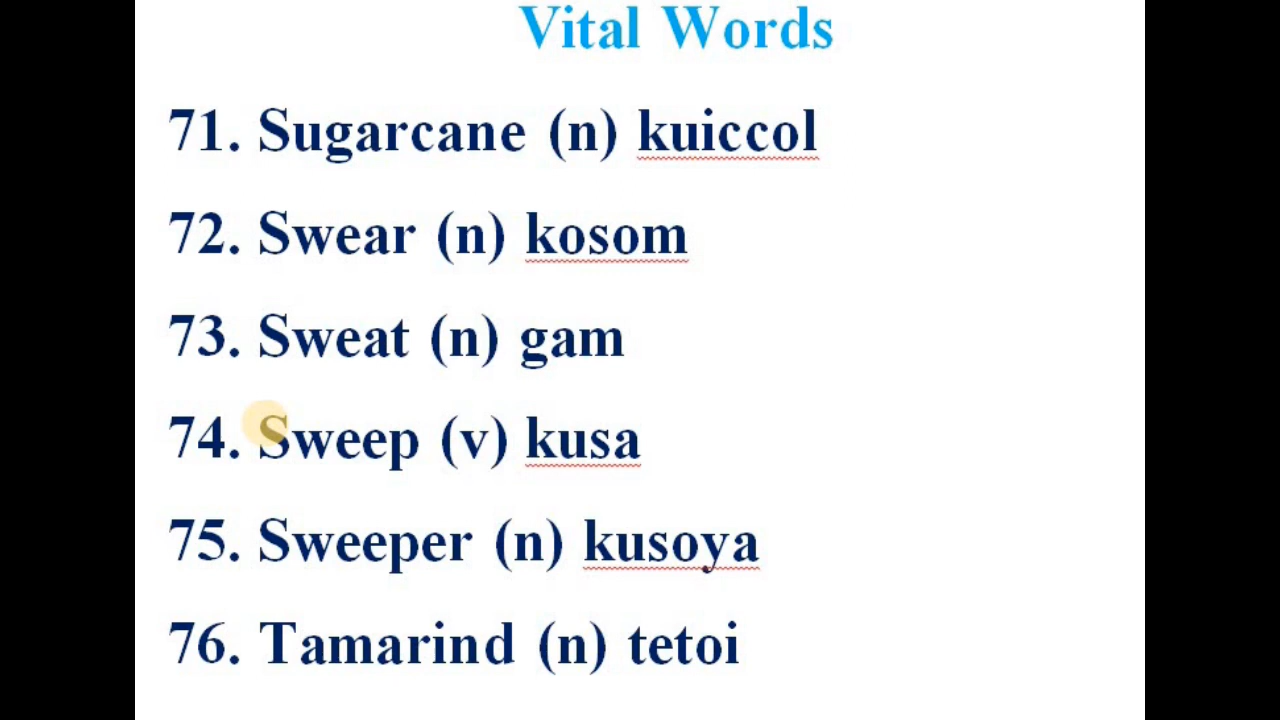 Vital Words
71. Sugarcane (n) kuiccol
72. Swear (n) kosom
73. Sweat (n) gam
74. Sweep (v) kusa
75. Sweeper (n) kusoya
76. Tamarind (n) tetoi